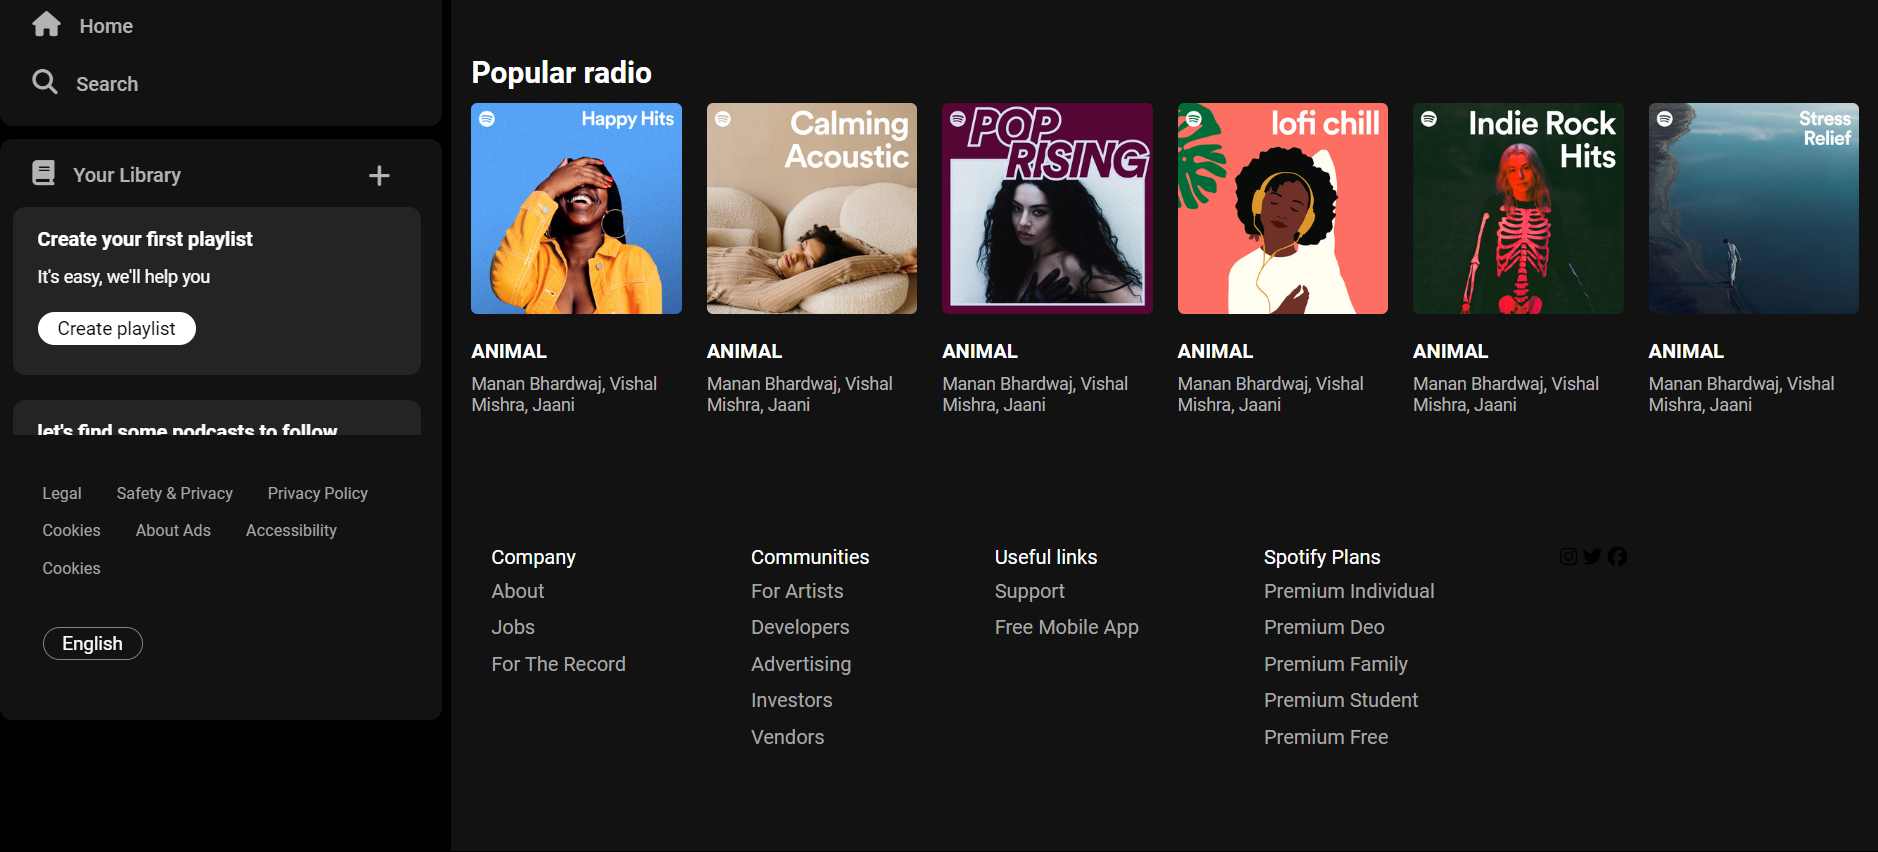 Home
Search
Your Library
Create your first playlist
It's easy, we'll help you
Create playlist
let's find some podcasts to follow
Legal Safety & Privacy Privacy Policy
Cookies About Ads Accessibility
Cookies
English
Popular radio
Happy Hits
Calming
Acoustic
POP
RISING
lofi chill
Indie Rock
Hits
Stress
Relief
ANIMAL
Manan Bhardwaj, Vishal
Mishra, Jaani
ANIMAL
Manan Bhardwaj, Vishal
Mishra, Jaani
ANIMAL
Manan Bhardwaj, Vishal
Mishra, Jaani
ANIMAL
Manan Bhardwaj, Vishal
Mishra, Jaani
ANIMAL
Manan Bhardwaj, Vishal
Mishra, Jaani
ANIMAL
Manan Bhardwaj, Vishal
Mishra, Jaani
Company
About
Jobs
For The Record
Communities
For Artists
Developers
Advertising
Investors
Vendors
Useful links
Support
Free Mobile App
Spotify Plans
Premium Individual
Premium Deo
Premium Family
Premium Student
Premium Free